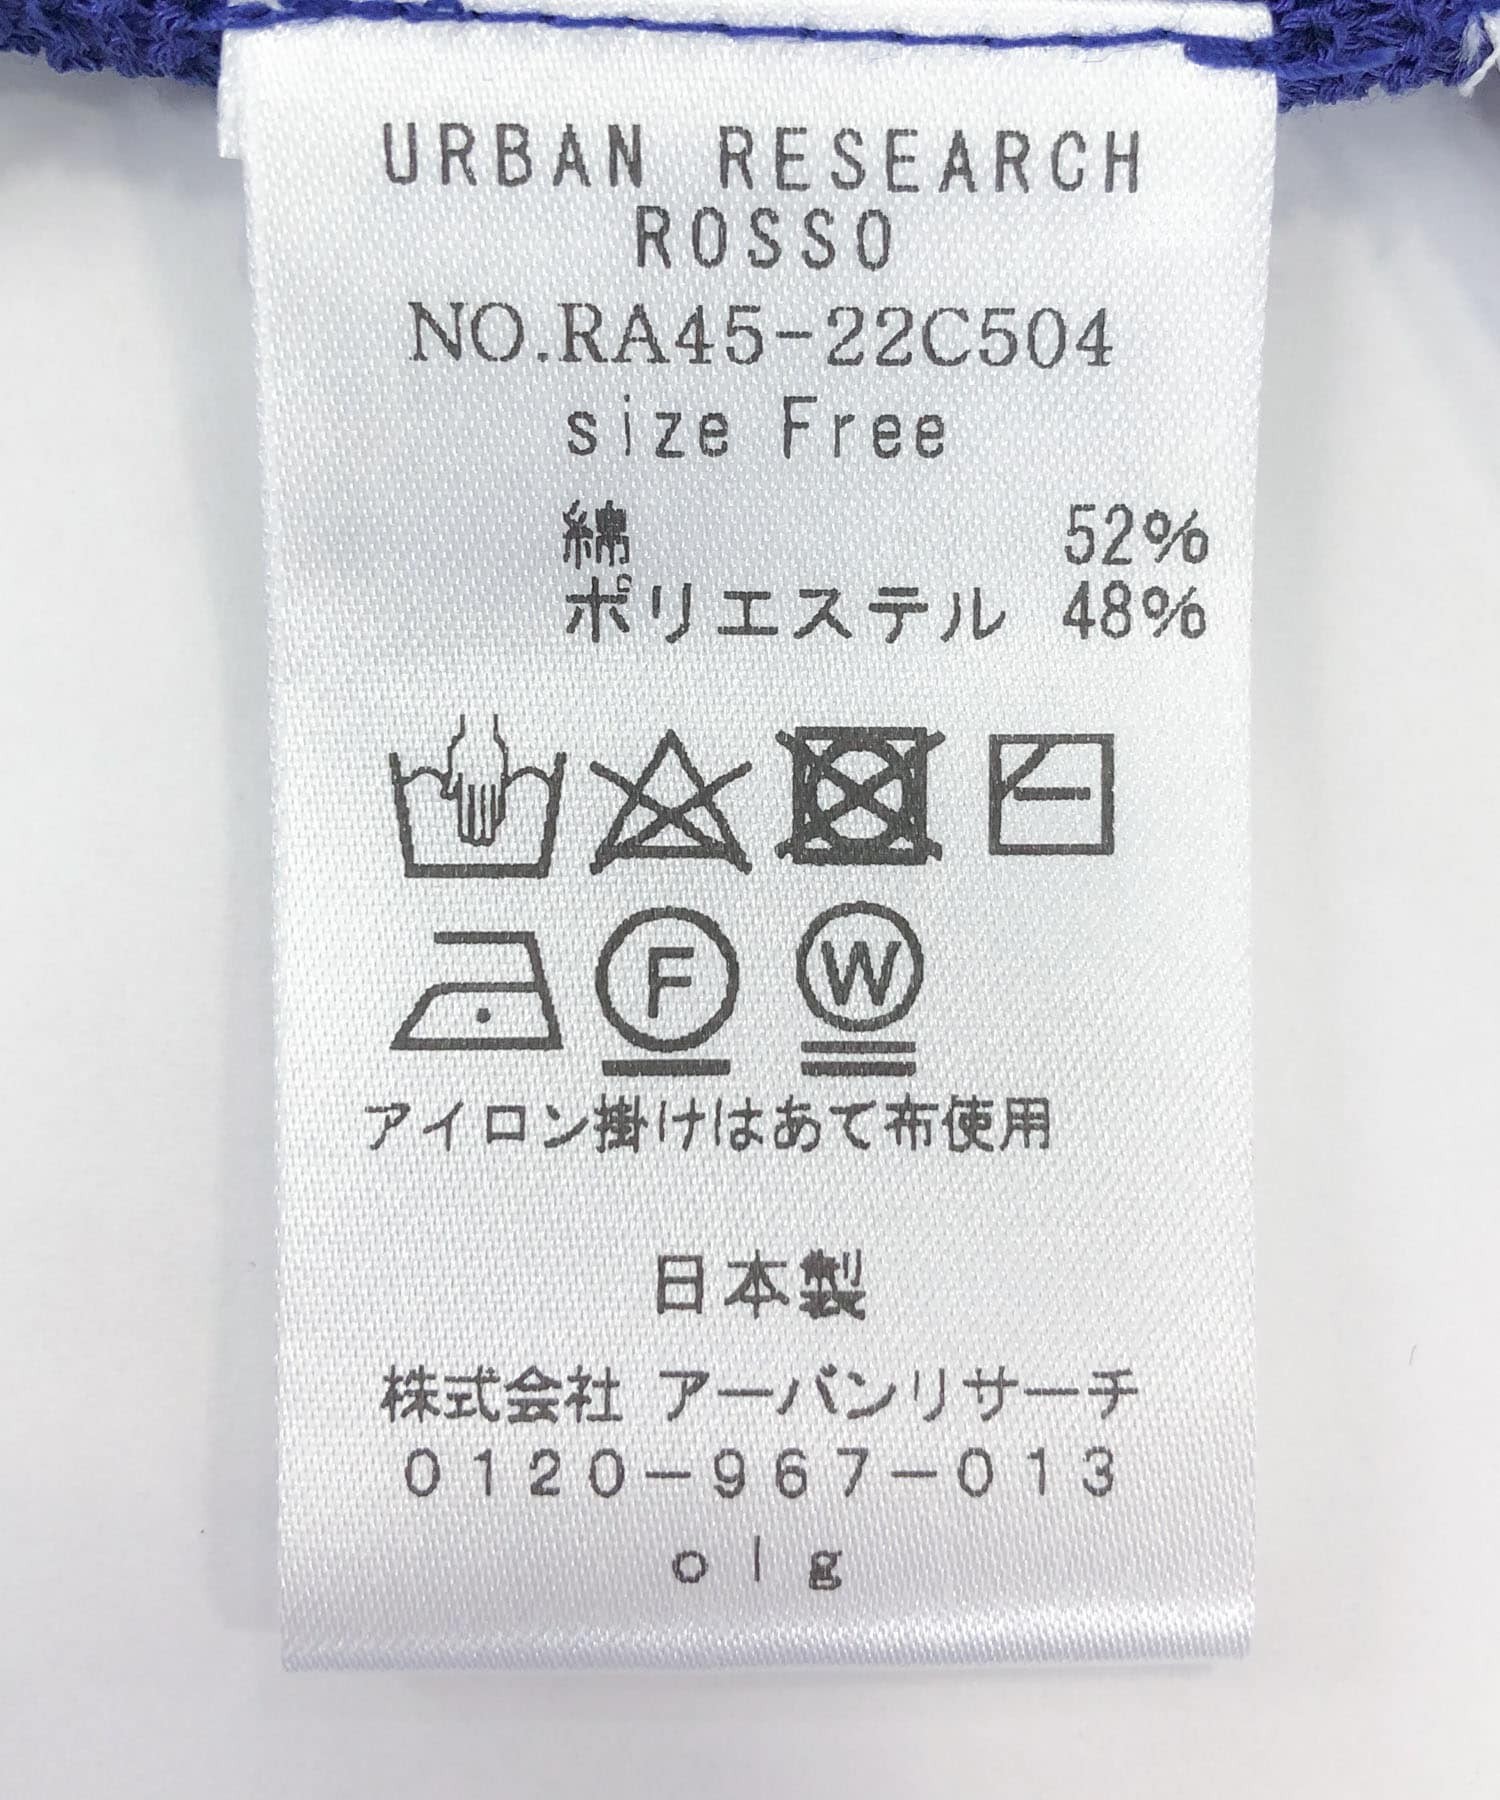 URBAN RESEARCH
ROSSO
NO.RA45-22C504
size Free
綿 52%
ポリエステル 48%
F W
アイロン掛けはあて布使用
日本製
株式会社 アーバンリサーチ
0120-967-013
olg